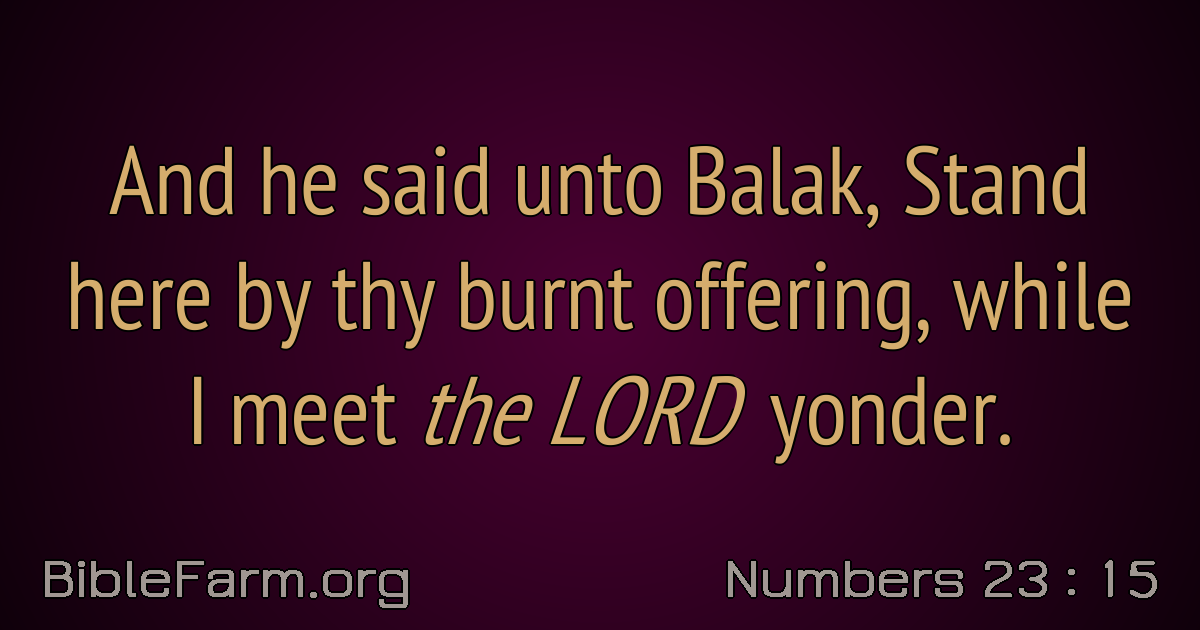 And he said unto Balak, Stand
here by thy burnt offering, while
I meet the LORD yonder.
BibleFarm.org
Numbers 23 : 15